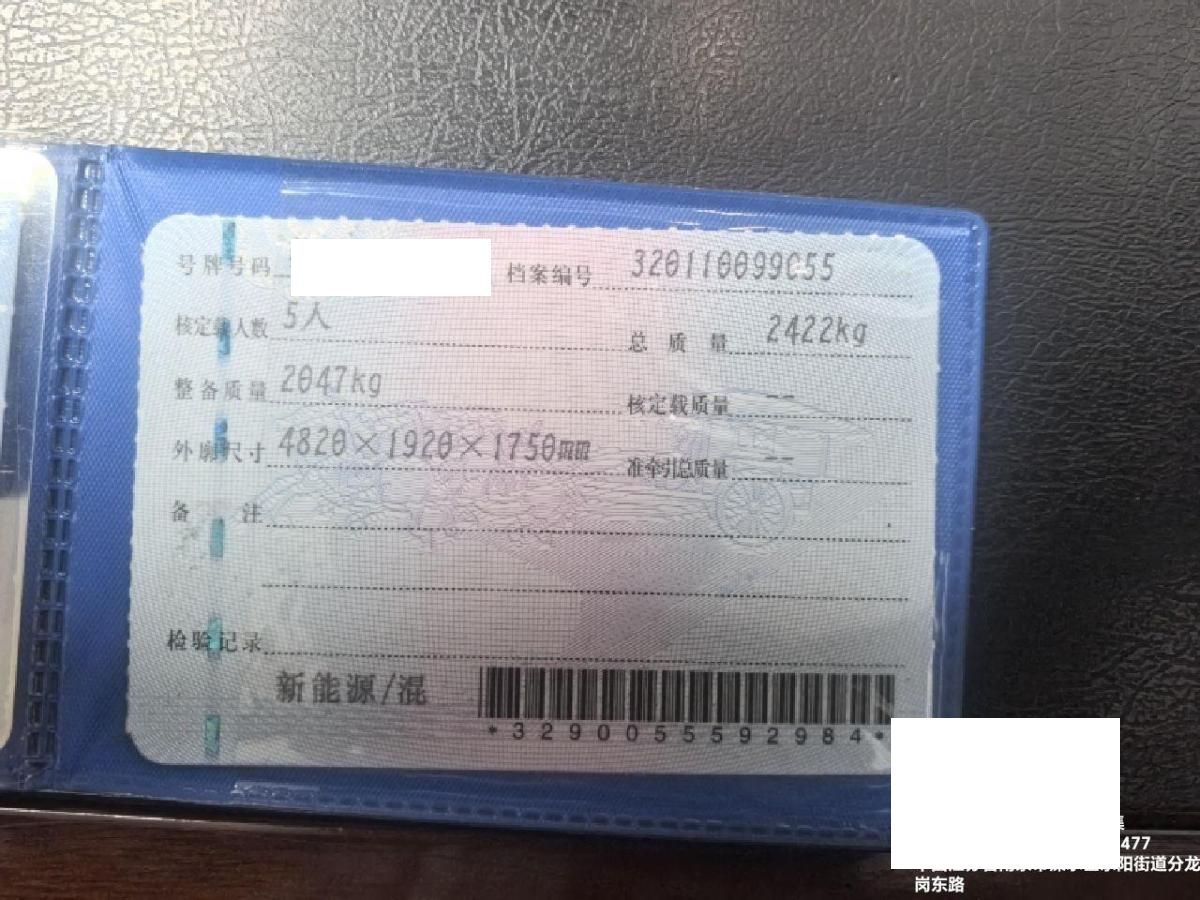 号牌号码 档案编号 320110099055
核定载人数 5人 总质量 2422kg
整备质量 2047kg 核定载质量 --
外廓尺寸 4820×1920×1750mm 准牵引总质量 --
备注
检验记录
新能源/混
*3290055592984*
477
阳街道分龙
岗东路